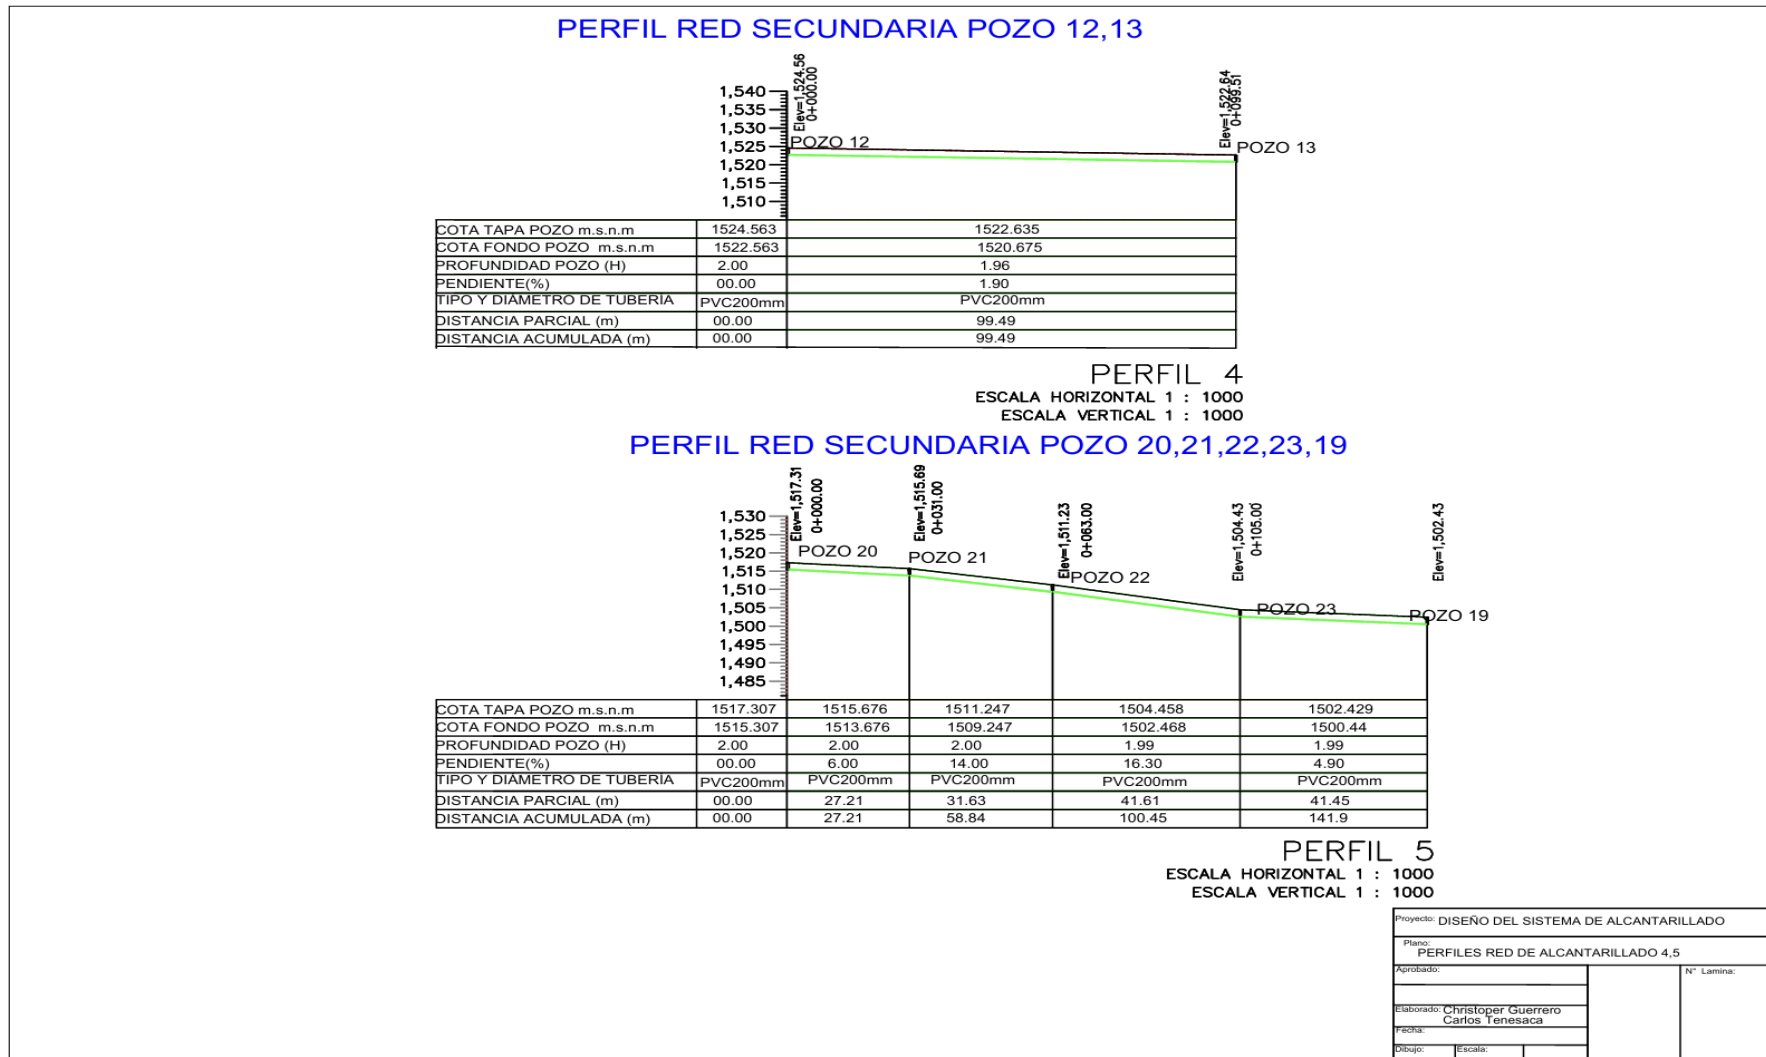 PERFIL RED SECUNDARIA POZO 12,13
Elev=1,524.56
0+000.00
Elev=1,522.64
0+099.51
1,540
1,535
1,530
1,525
1,520
1,515
1,510
POZO 12
POZO 13
COTA TAPA POZO m.s.n.m 1524.563 1522.635
COTA FONDO POZO m.s.n.m 1522.563 1520.675
PROFUNDIDAD POZO (H) 2.00 1.96
PENDIENTE(%) 00.00 1.90
TIPO Y DIAMETRO DE TUBERÍA PVC200mm PVC200mm
DISTANCIA PARCIAL (m) 00.00 99.49
DISTANCIA ACUMULADA (m) 00.00 99.49
PERFIL 4
ESCALA HORIZONTAL 1 : 1000
ESCALA VERTICAL 1 : 1000
PERFIL RED SECUNDARIA POZO 20,21,22,23,19
Elev=1,517.31
0+000.00
Elev=1,515.69
0+031.00
Elev=1,511.23
0+063.00
Elev=1,504.43
0+105.00
Elev=1,502.43
1,530
1,525
1,520
1,515
1,510
1,505
1,500
1,495
1,490
1,485
POZO 20
POZO 21
POZO 22
POZO 23
POZO 19
COTA TAPA POZO m.s.n.m 1517.307 1515.676 1511.247 1504.458 1502.429
COTA FONDO POZO m.s.n.m 1515.307 1513.676 1509.247 1502.468 1500.44
PROFUNDIDAD POZO (H) 2.00 2.00 2.00 1.99 1.99
PENDIENTE(%) 00.00 6.00 14.00 16.30 4.90
TIPO Y DIAMETRO DE TUBERÍA PVC200mm PVC200mm PVC200mm PVC200mm PVC200mm
DISTANCIA PARCIAL (m) 00.00 27.21 31.63 41.61 41.45
DISTANCIA ACUMULADA (m) 00.00 27.21 58.84 100.45 141.9
PERFIL 5
ESCALA HORIZONTAL 1 : 1000
ESCALA VERTICAL 1 : 1000
Proyecto: DISEÑO DEL SISTEMA DE ALCANTARILLADO
Plano:
PERFILES RED DE ALCANTARILLADO 4,5
Aprobado:
N° Lamina:
Elaborado: Christoper Guerrero
Carlos Tenesaca
Fecha:
Dibujo: Escala: